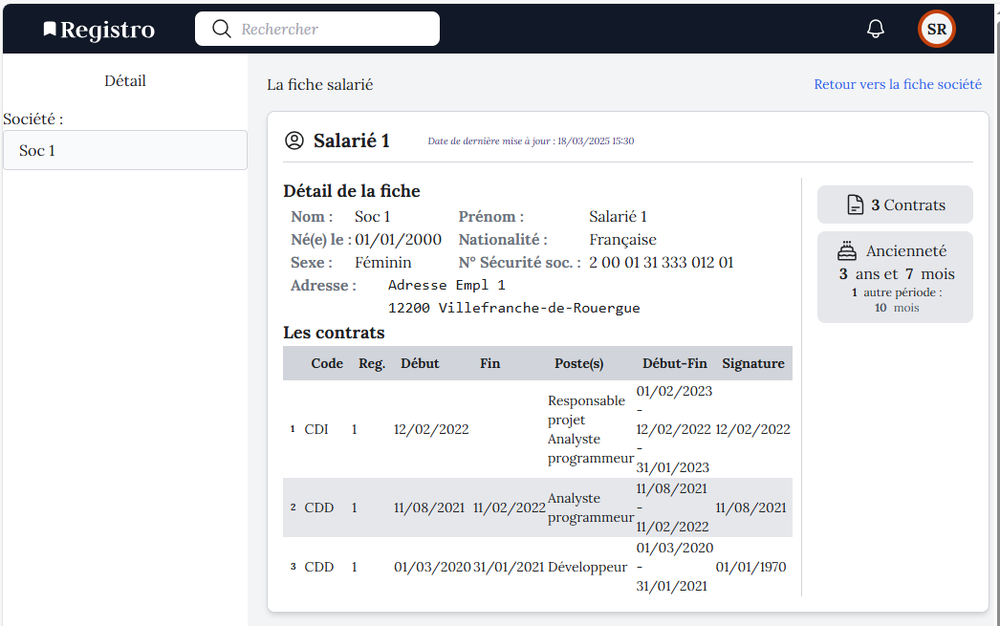 Registro
Rechercher
SR
Détail
Société :
Soc 1
La fiche salarié
Retour vers la fiche société
Salarié 1
Date de dernière mise à jour : 18/03/2025 15:30
Détail de la fiche
Nom : Soc 1 Prénom : Salarié 1
Né(e) le : 01/01/2000 Nationalité : Française
Sexe : Féminin N° Sécurité soc. : 2 00 01 31 333 012 01
Adresse : Adresse Empl 1
12200 Villefranche-de-Rouergue
Les contrats
Code Reg. Début Fin Poste(s) Début-Fin Signature
1 CDI 1 12/02/2022 Responsable projet Analyste programmeur 01/02/2023 - 12/02/2022 - 31/01/2023 12/02/2022
2 CDD 1 11/08/2021 11/02/2022 Analyste programmeur 11/08/2021 - 11/02/2022 11/08/2021
3 CDD 1 01/03/2020 31/01/2021 Développeur 01/03/2020 - 31/01/2021 01/01/1970
3 Contrats
Ancienneté
3 ans et 7 mois
1 autre période :
10 mois